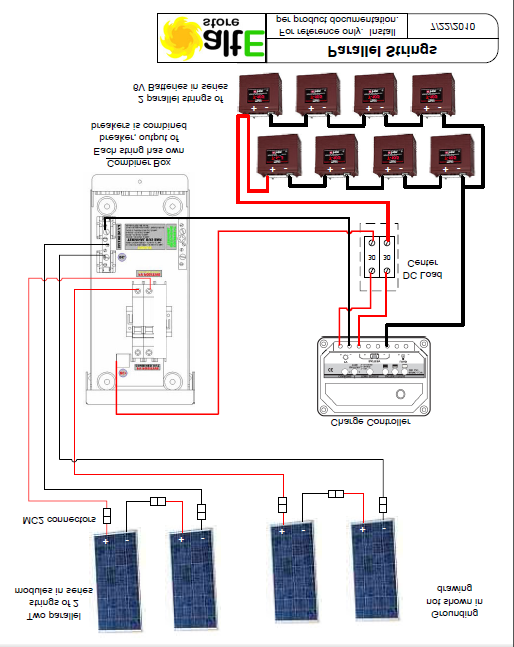 Two parallel
strings of 2
modules in series
Grounding
not shown in
drawing
MC2 connectors
Charge Controller
DC Load
Center
30
30
Combiner Box
Each string has own
breaker, output of
breakers is combined
2 parallel strings of
6V Batteries in series
Parallel Strings
altE
store
For reference only. Install
per product documentation.
7/22/2010